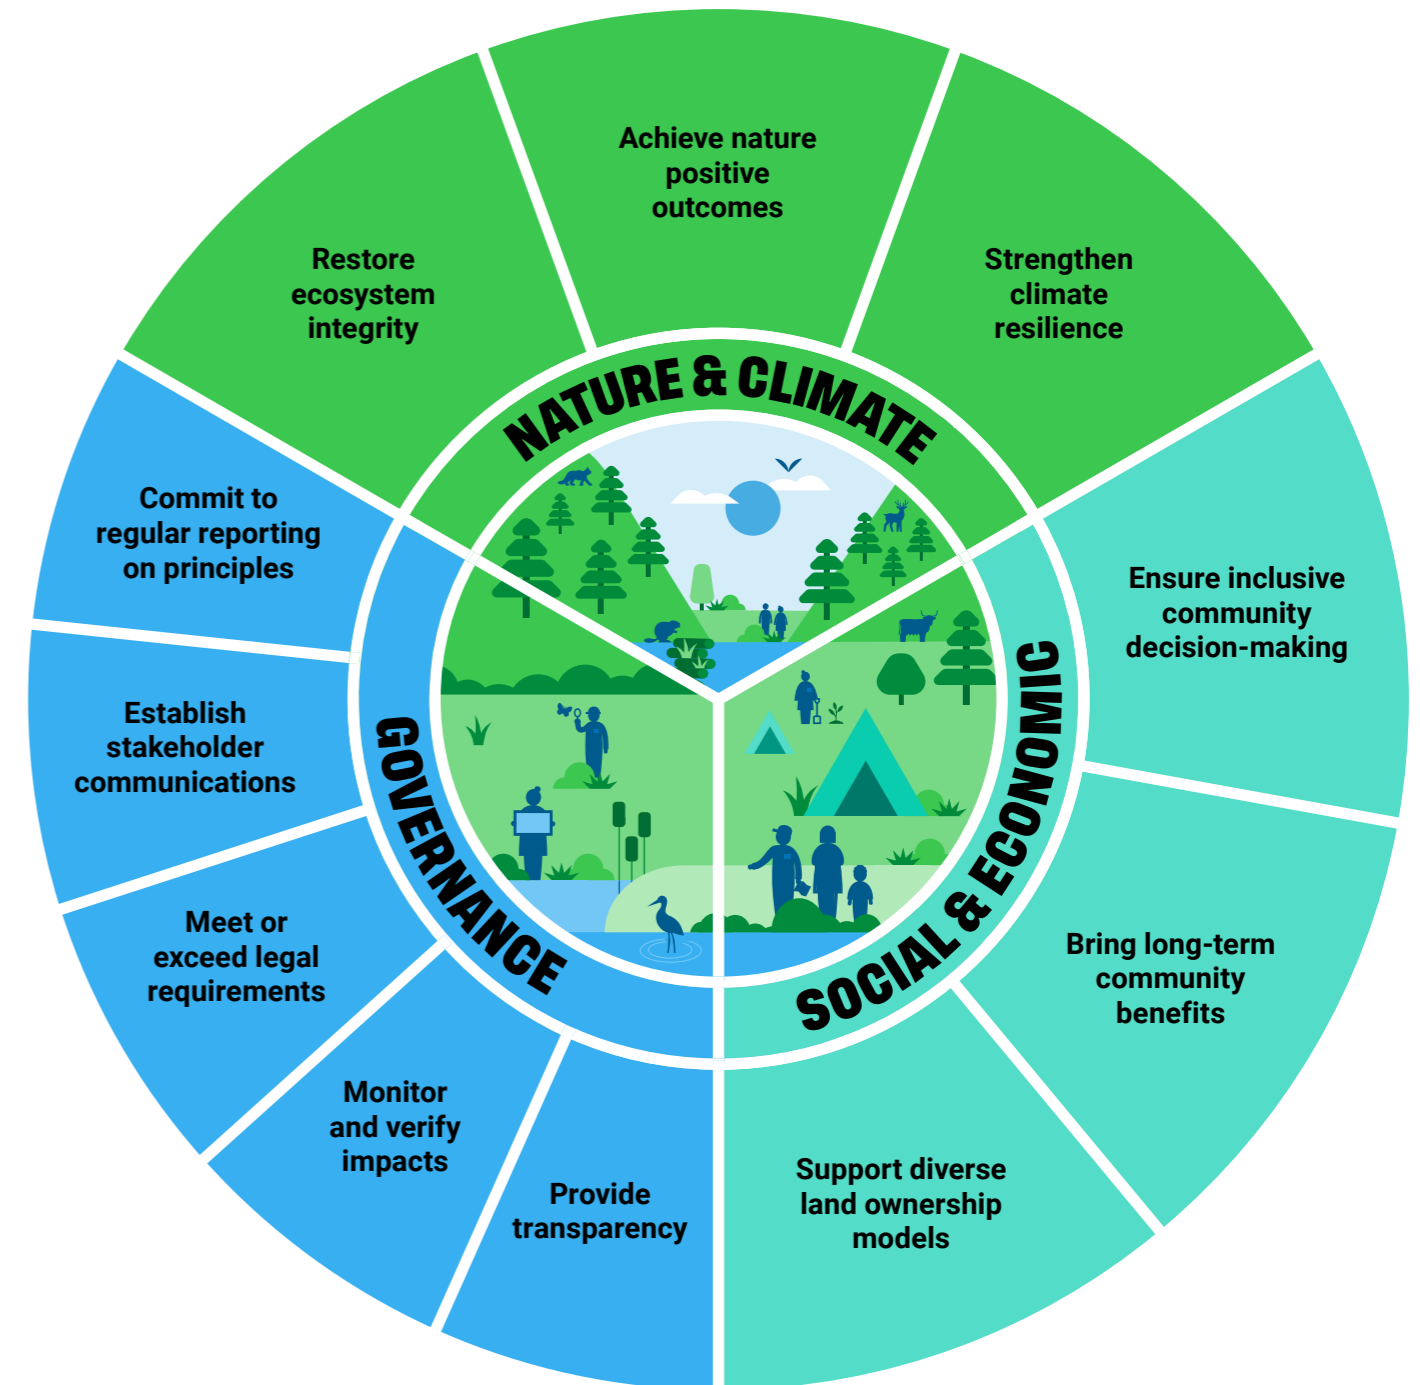 Achieve nature
positive
outcomes
Restore
ecosystem
integrity
Strengthen
climate
resilience
NATURE & CLIMATE
Commit to
regular reporting
on principles
Ensure inclusive
community
decision-making
Establish
stakeholder
communications
GOVERNANCE
SOCIAL & ECONOMIC
Meet or
exceed legal
requirements
Bring long-term
community
benefits
Monitor
and verify
impacts
Provide
transparency
Support diverse
land ownership
models